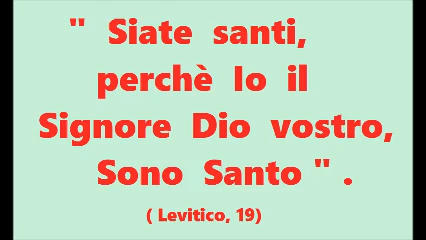 " Siate santi,
perchè Io il
Signore Dio vostro,
Sono Santo " .
( Levitico, 19)